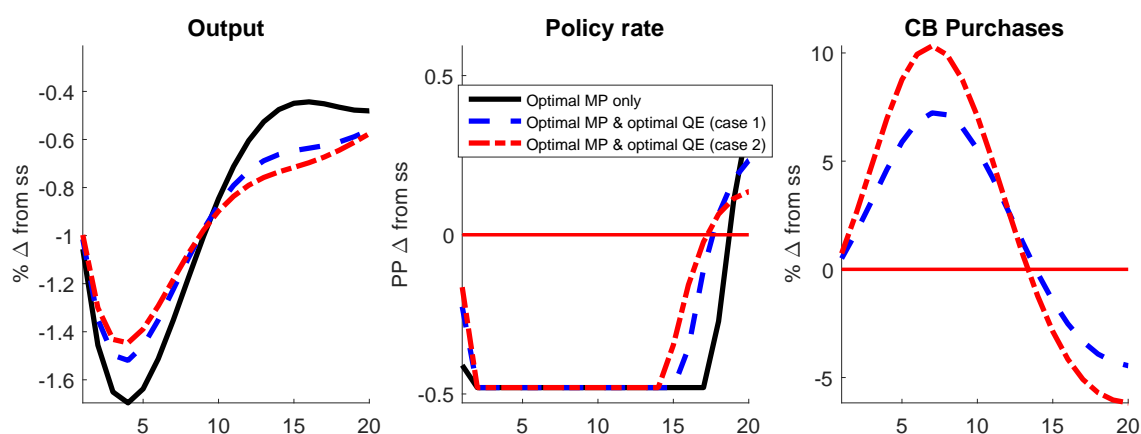 Output
Policy rate
CB Purchases
% Δ from ss
-0.4
-0.6
-0.8
-1
-1.2
-1.4
-1.6
5
10
15
20
PP Δ from ss
0.5
0
-0.5
5
10
15
20
Optimal MP only
Optimal MP & optimal QE (case 1)
Optimal MP & optimal QE (case 2)
% Δ from ss
10
5
0
-5
5
10
15
20